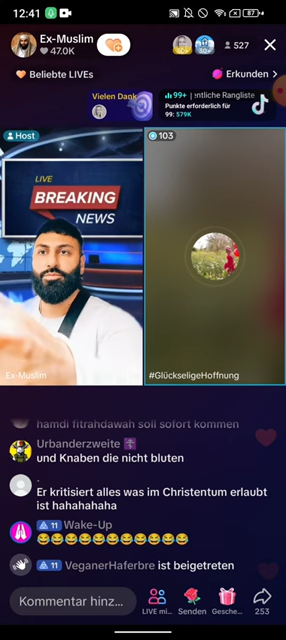 12:41
87
Ex-Muslim
47.0K
527
Beliebte LIVEs
Erkunden
Vielen Dank
99+ | :ntliche Rangliste
Punkte erforderlich für
99: 579K
Host
103
LIVE
BREAKING
NEWS
Ex-Muslim
#GlückseligeHoffnung
hamdi fitrahdawah soll sofort kommen
Urbanderzweite
und Knaben die nicht bluten
.
Er kritisiert alles was im Christentum erlaubt
ist hahahahaha
11 Wake-Up
😂😂😂😂😂😂😂😂😂😂😂
11 VeganerHaferbre ist beigetreten
Kommentar hinz...
LIVE mi...
Senden
Gesche...
253